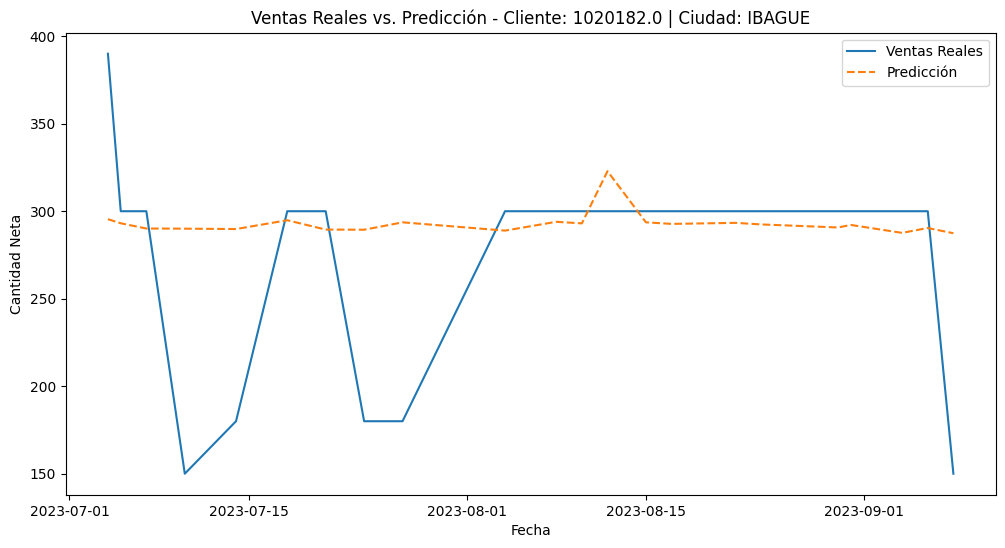 Ventas Reales vs. Predicción - Cliente: 1020182.0 | Ciudad: IBAGUE
Ventas Reales
Predicción
Cantidad Neta
400
350
300
250
200
150
2023-07-01
2023-07-15
2023-08-01
2023-08-15
2023-09-01
Fecha